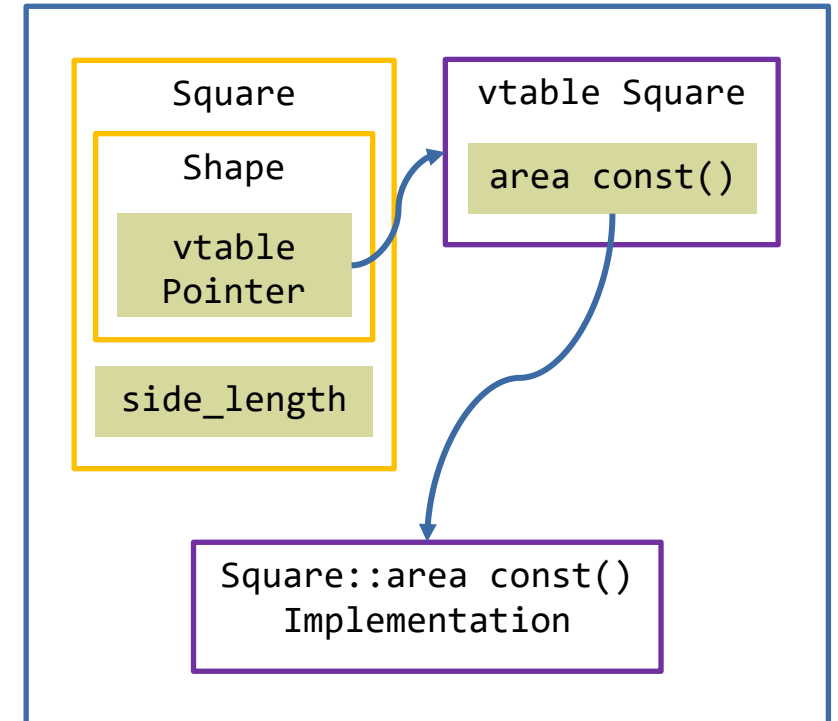 Square
Shape
vtable
Pointer
side_length
vtable Square
area const()
Square::area const()
Implementation